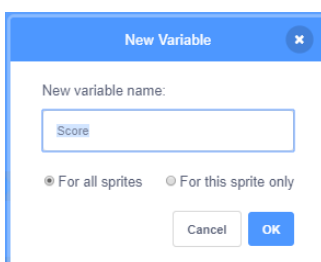 New Variable
New variable name:
Score
For all sprites For this sprite only
Cancel OK